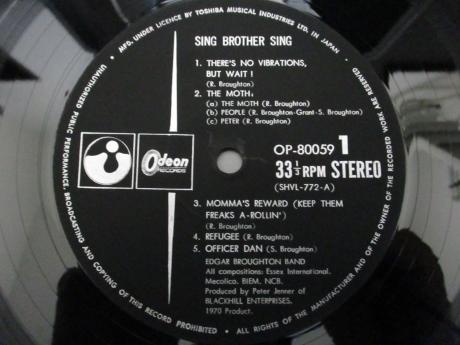 • MFD. UNDER LICENCE BY TOSHIBA MUSICAL INDUSTRIES LTD. IN JAPAN. • ALL RIGHTS OF THE MANUFACTURER AND OF THE OWNER OF THE RECORDED WORKS ARE RESERVED
UNAUTHORIZED PUBLIC PERFORMANCE, BROADCASTING AND COPYING OF THIS RECORD PROHIBITED
SING BROTHER SING
1. THERE'S NO VIBRATIONS,
BUT WAIT !
(R. Broughton)
2. THE MOTH:
(a) THE MOTH (R. Broughton)
(b) PEOPLE (R. Broughton-Grant-S. Broughton)
(c) PETER (R. Broughton)
Odeon
RECORDS
OP-80059 1
33 1/3 RPM STEREO
(SHVL-772-A)
3. MOMMA'S REWARD (KEEP THEM
FREAKS A-ROLLIN')
(R. Broughton)
4. REFUGEE (R. Broughton)
5. OFFICER DAN (S. Broughton)
EDGAR BROUGHTON BAND
All compositions: Essex International.
Mecolico. BIEM. NCB.
Produced by Peter Jenner of
BLACKHILL ENTERPRISES.
1970 Product.